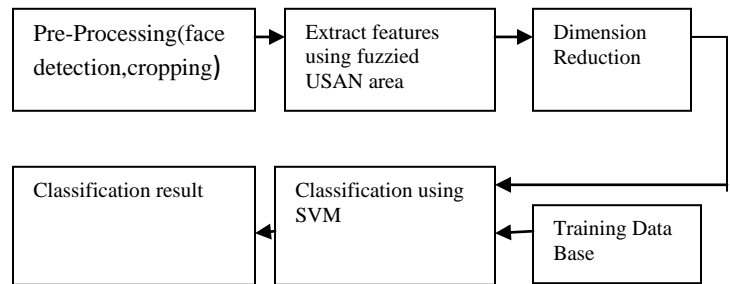 Pre-Processing(face
detection,cropping)
Extract features
using fuzzied
USAN area
Dimension
Reduction
Classification result
Classification using
SVM
Training Data
Base